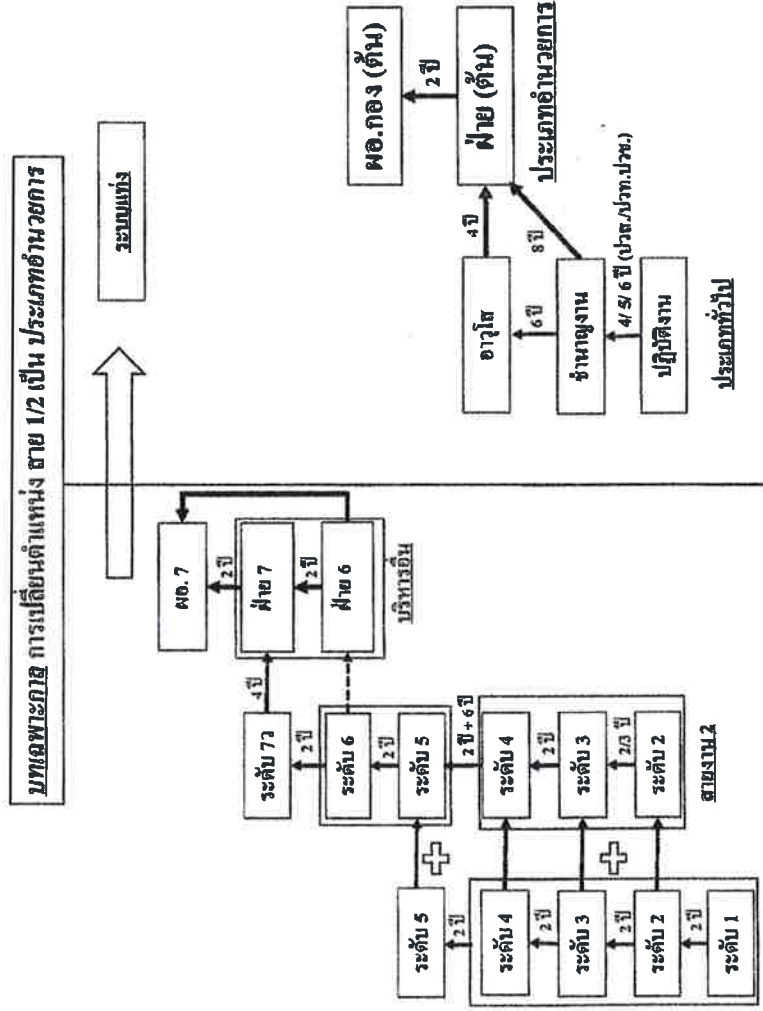 บทเฉพาะกาล การเปลี่ยนตำแหน่ง สาย 1/2 เป็น ประเภทอำนวยการ
ระบบแท่ง
ผอ. 7
2 ปี
ฝ่าย 7
2 ปี
ฝ่าย 6
บริหารอื่น
ระดับ 7ว
4 ปี
2 ปี
ระดับ 6
2 ปี
ระดับ 5
2 ปี + 6 ปี
ระดับ 4
2 ปี
ระดับ 3
2/3 ปี
ระดับ 2
สายงาน 2
ระดับ 5
2 ปี
ระดับ 4
2 ปี
ระดับ 3
2 ปี
ระดับ 2
2 ปี
ระดับ 1
ผอ.กอง (ต้น)
2 ปี
ฝ่าย (ต้น)
ประเภทอำนวยการ
อาวุโส
4 ปี
6 ปี
8 ปี
ชำนาญงาน
4/ 5/ 6 ปี (ปวส./ปวท.ปวช.)
ปฏิบัติงาน
ประเภททั่วไป